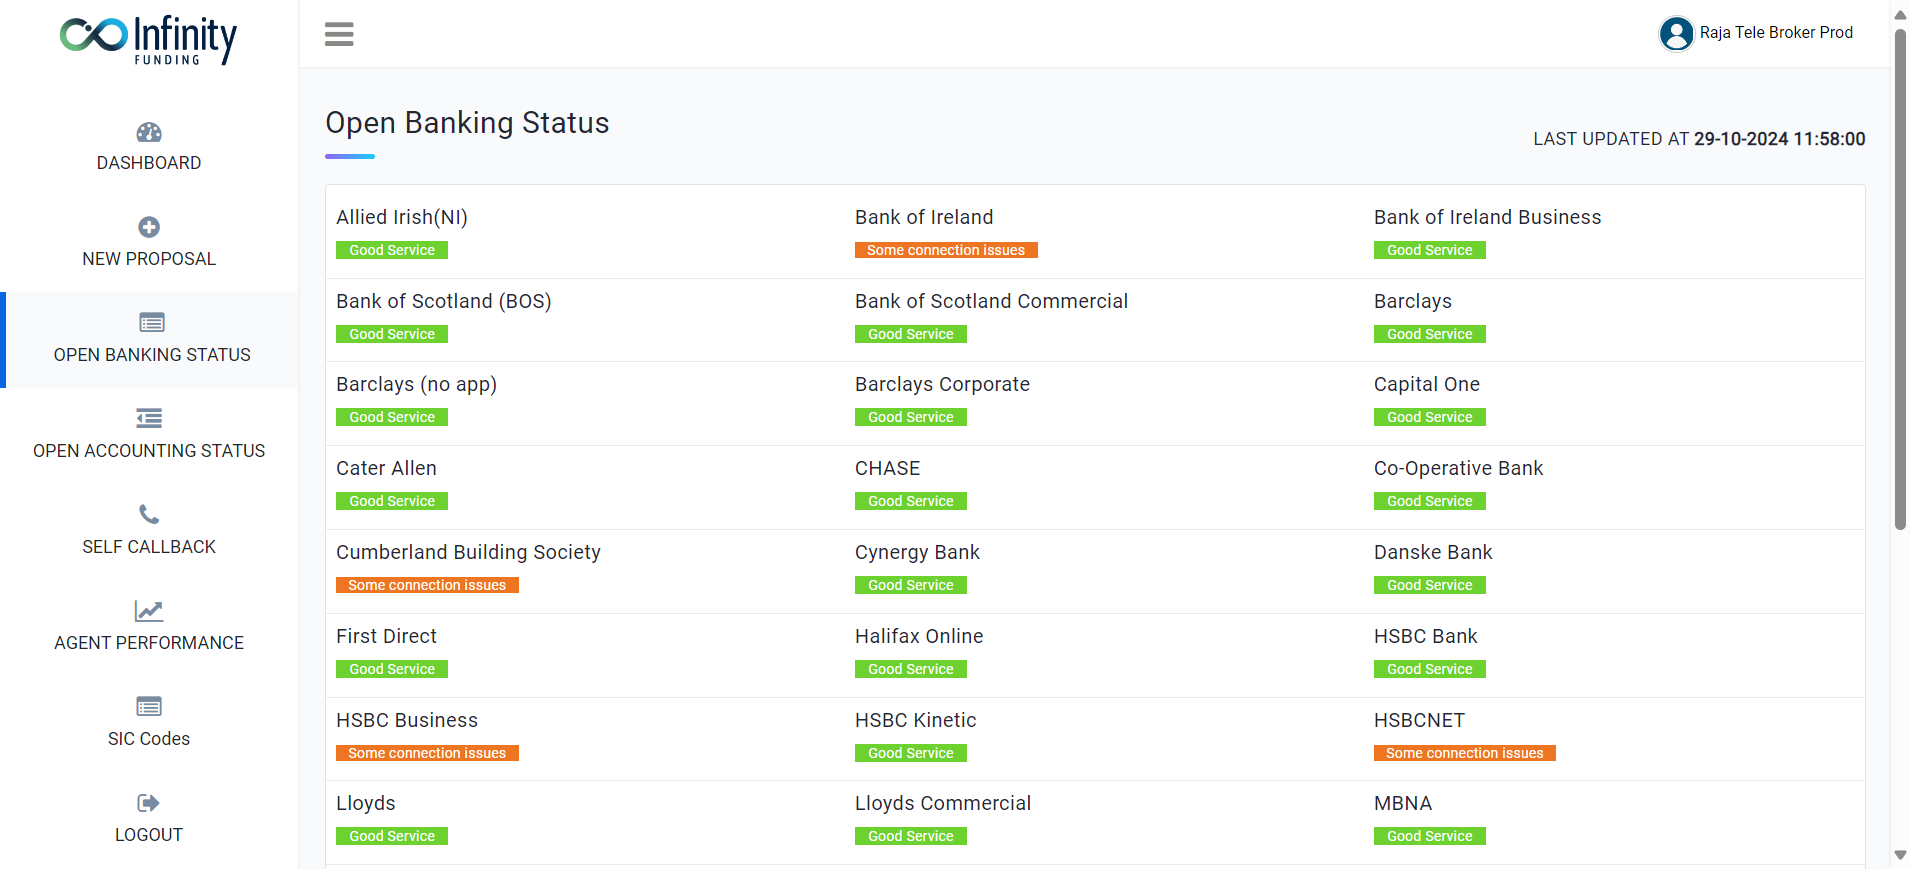 Infinity
FUNDING
Raja Tele Broker Prod
DASHBOARD
NEW PROPOSAL
OPEN BANKING STATUS
OPEN ACCOUNTING STATUS
SELF CALLBACK
AGENT PERFORMANCE
SIC Codes
LOGOUT
Open Banking Status
LAST UPDATED AT 29-10-2024 11:58:00
Allied Irish(NI)
Good Service
Bank of Ireland
Some connection issues
Bank of Ireland Business
Good Service
Bank of Scotland (BOS)
Good Service
Bank of Scotland Commercial
Good Service
Barclays
Good Service
Barclays (no app)
Good Service
Barclays Corporate
Good Service
Capital One
Good Service
Cater Allen
Good Service
CHASE
Good Service
Co-Operative Bank
Good Service
Cumberland Building Society
Some connection issues
Cynergy Bank
Good Service
Danske Bank
Good Service
First Direct
Good Service
Halifax Online
Good Service
HSBC Bank
Good Service
HSBC Business
Some connection issues
HSBC Kinetic
Good Service
HSBCNET
Some connection issues
Lloyds
Good Service
Lloyds Commercial
Good Service
MBNA
Good Service